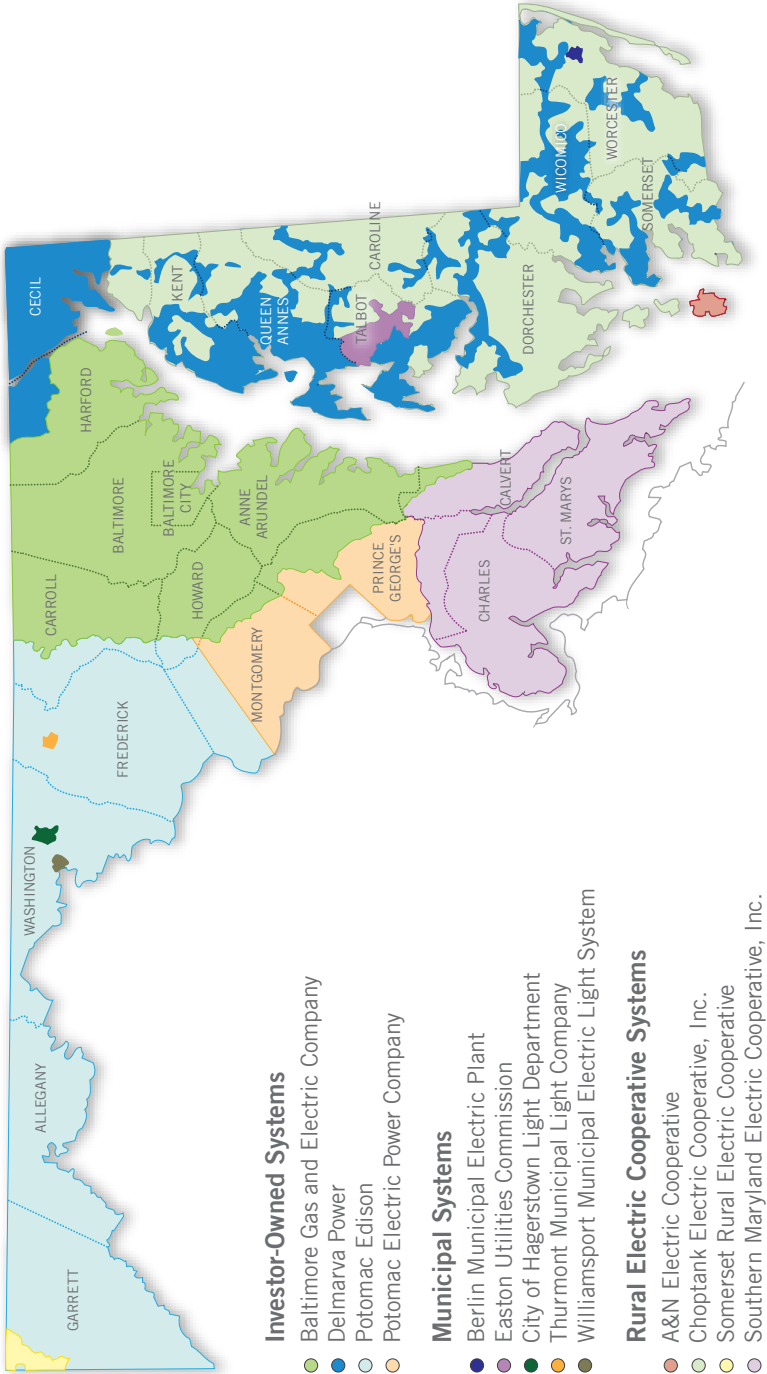 GARRETT
ALLEGANY
WASHINGTON
FREDERICK
CARROLL
BALTIMORE
HARFORD
CECIL
MONTGOMERY
HOWARD
BALTIMORE
CITY
ANNE
ARUNDEL
KENT
QUEEN
ANNES
PRINCE
GEORGE'S
TALBOT
CAROLINE
CHARLES
CALVERT
ST. MARYS
DORCHESTER
WICOMICO
WORCESTER
SOMERSET
Investor-Owned Systems
Baltimore Gas and Electric Company
Delmarva Power
Potomac Edison
Potomac Electric Power Company
Municipal Systems
Berlin Municipal Electric Plant
Easton Utilities Commission
City of Hagerstown Light Department
Thurmont Municipal Light Company
Williamsport Municipal Electric Light System
Rural Electric Cooperative Systems
A&N Electric Cooperative
Choptank Electric Cooperative, Inc.
Somerset Rural Electric Cooperative
Southern Maryland Electric Cooperative, Inc.